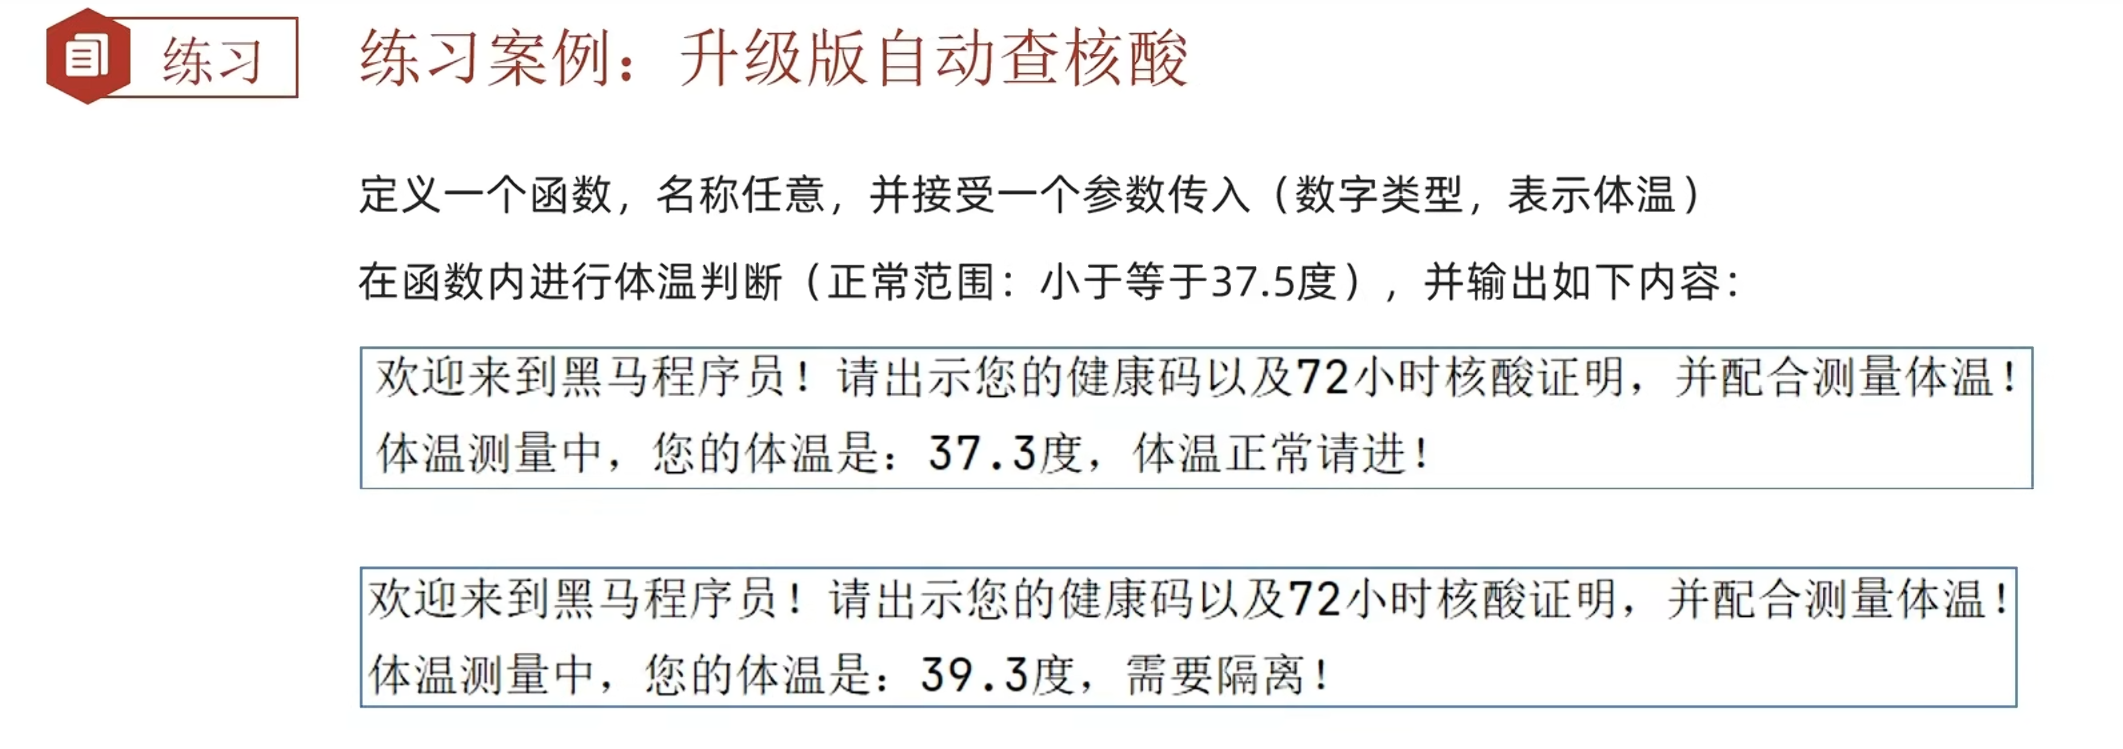 练习
练习案例：升级版自动查核酸
定义一个函数，名称任意，并接受一个参数传入（数字类型，表示体温）
在函数内进行体温判断（正常范围：小于等于37.5度），并输出如下内容：
欢迎来到黑马程序员！请出示您的健康码以及72小时核酸证明，并配合测量体温！
体温测量中，您的体温是：37.3度，体温正常请进！
欢迎来到黑马程序员！请出示您的健康码以及72小时核酸证明，并配合测量体温！
体温测量中，您的体温是：39.3度，需要隔离！